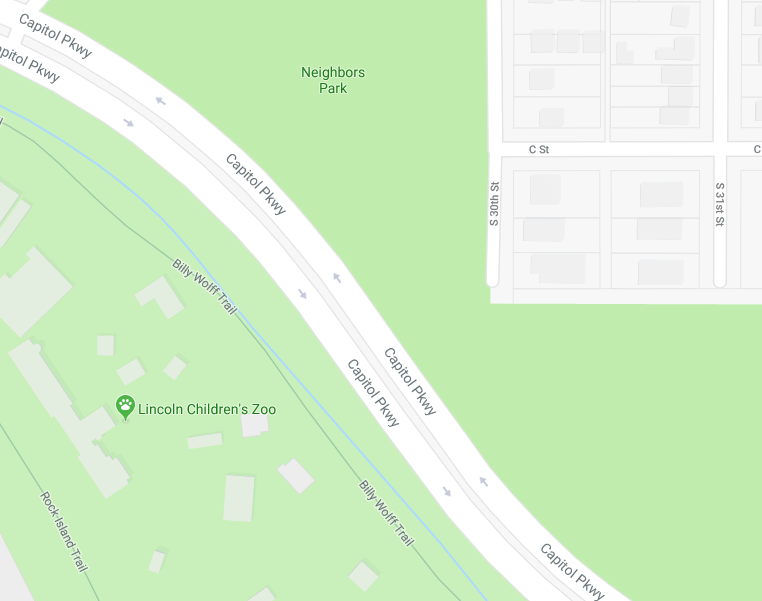 Capitol Pkwy
Capitol Pkwy
Neighbors
Park
C St
C
Capitol Pkwy
S 30th St
S 31st St
Billy Wolff Trail
Capitol Pkwy
Capitol Pkwy
Lincoln Children's Zoo
Billy Wolff Trail
Rock Island Trail
Capitol Pkwy